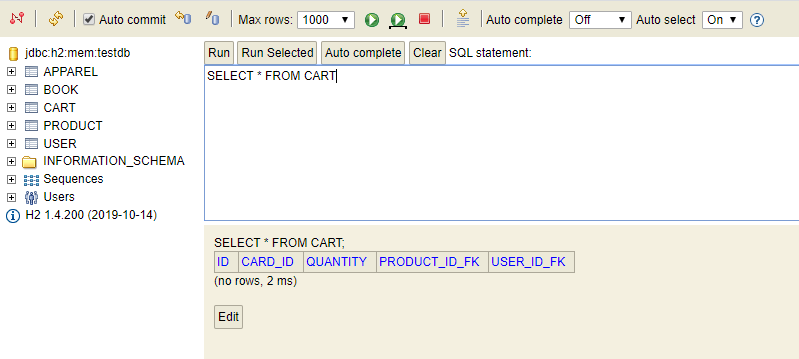 Auto commit Max rows: 1000 Auto complete Off Auto select On ?
jdbc:h2:mem:testdb
APPAREL
BOOK
CART
PRODUCT
USER
INFORMATION_SCHEMA
Sequences
Users
H2 1.4.200 (2019-10-14)
Run Run Selected Auto complete Clear SQL statement:
SELECT * FROM CART
SELECT * FROM CART;
ID CARD_ID QUANTITY PRODUCT_ID_FK USER_ID_FK
(no rows, 2 ms)
Edit